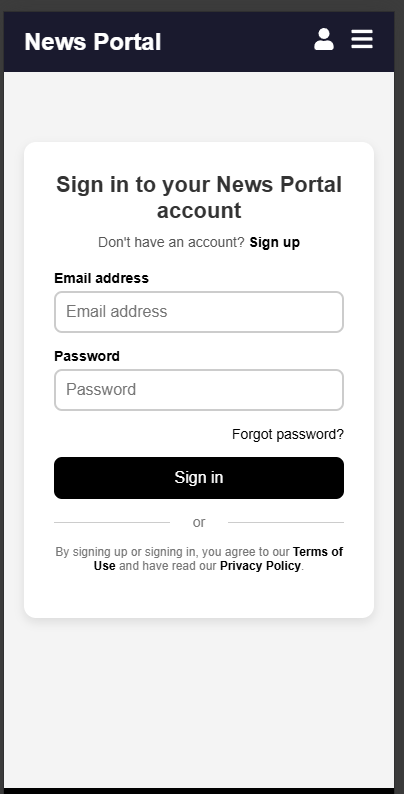 News Portal
Sign in to your News Portal
account
Don't have an account? Sign up
Email address
Email address
Password
Password
Forgot password?
Sign in
or
By signing up or signing in, you agree to our Terms of
Use and have read our Privacy Policy.